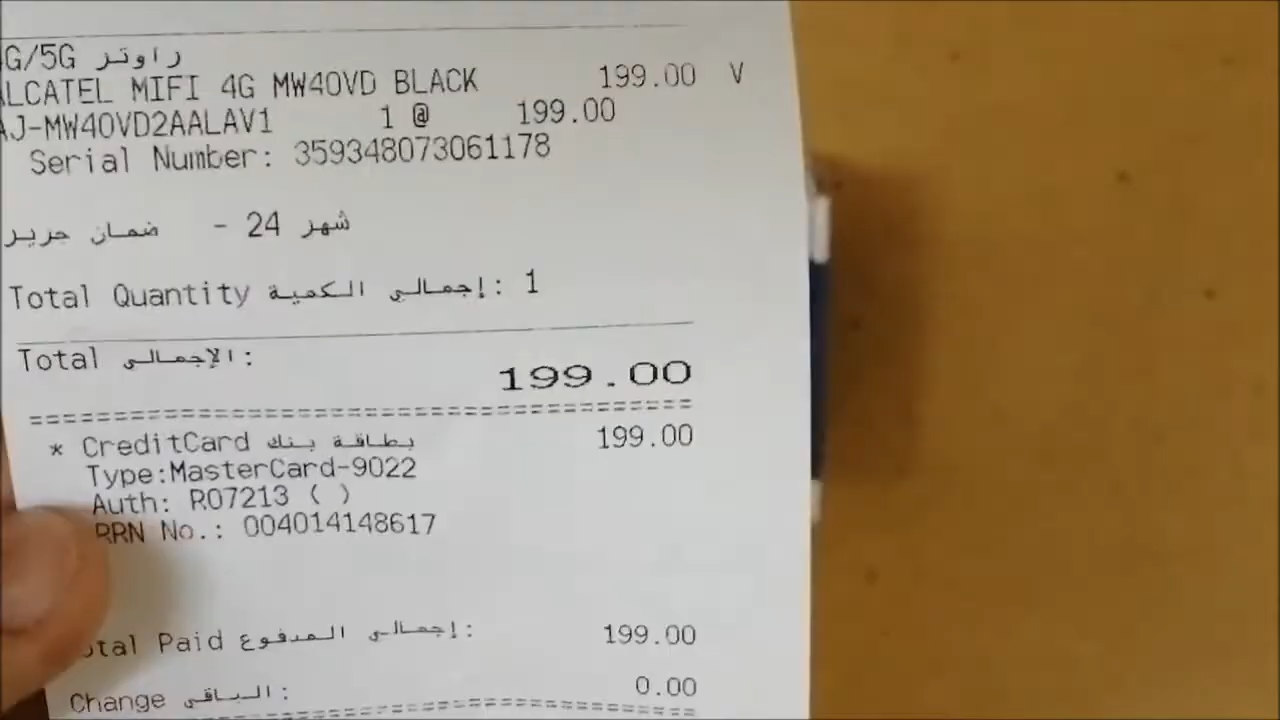 G/5G راوتر
LCATEL MIFI 4G MW40VD BLACK 199.00 V
AJ-MW40VD2AALAV1 1 @ 199.00
Serial Number: 359348073061178
ضمان جرير - 24 شهر
Total Quantity إجمالي الكمية: 1
Total الإجمالي:
199.00
* CreditCard بطاقة بنك 199.00
Type:MasterCard-9022
Auth: R07213 ( )
RRN No.: 004014148617
otal Paid إجمالي المدفوع: 199.00
Change الباقي: 0.00